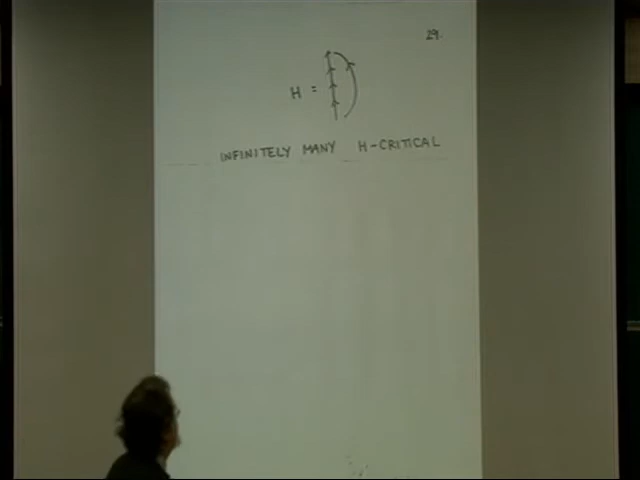 29.
H =
INFINITELY MANY H-CRITICAL